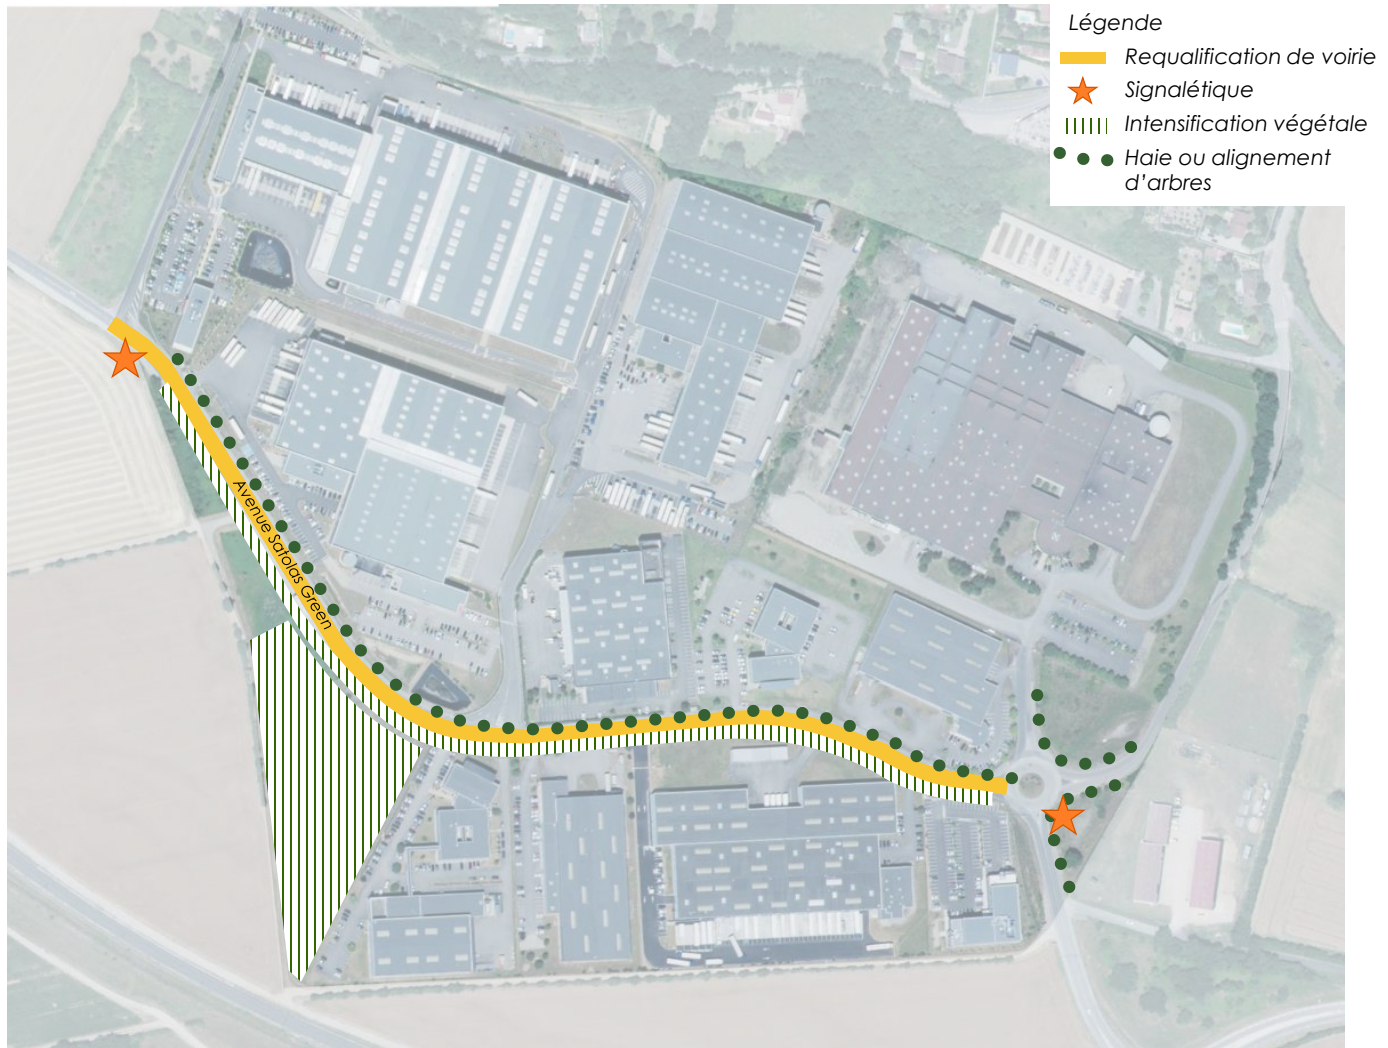 Légende
Requalification de voirie
Signalétique
Intensification végétale
Haie ou alignement
d’arbres
Avenue Satolas Green